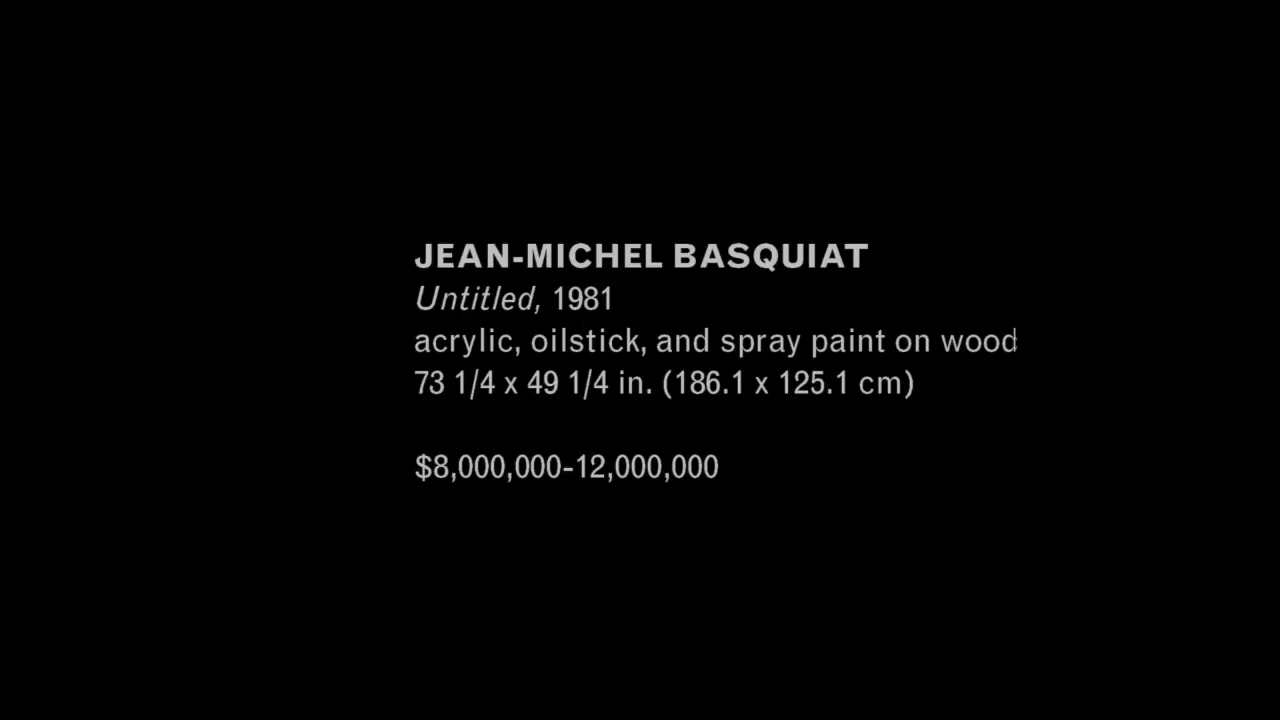 JEAN-MICHEL BASQUIAT
Untitled, 1981
acrylic, oilstick, and spray paint on wood
73 1/4 x 49 1/4 in. (186.1 x 125.1 cm)
$8,000,000-12,000,000